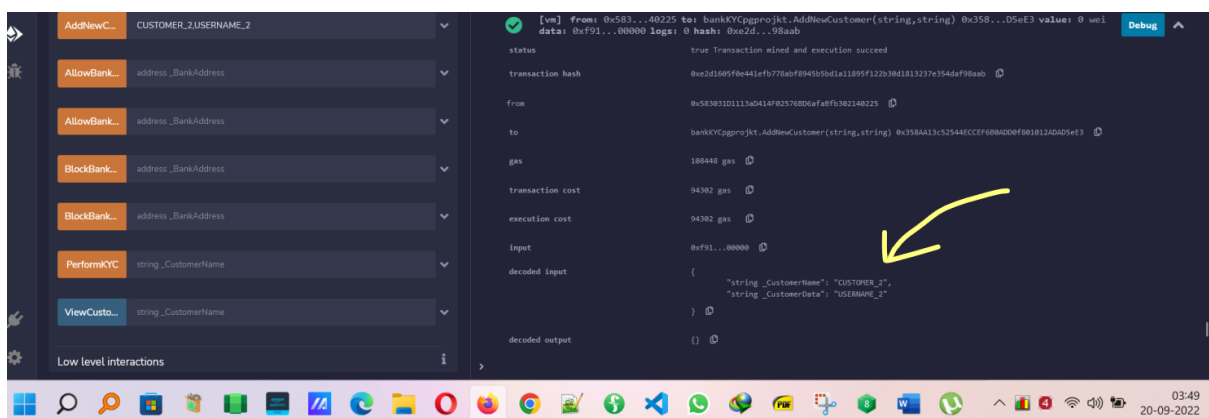 AddNewC... CUSTOMER_2,USERNAME_2
AllowBank... address _BankAddress
AllowBank... address _BankAddress
BlockBank... address _BankAddress
BlockBank... address _BankAddress
PerformKYC string _CustomerName
ViewCusto... string _CustomerName
Low level interactions i
[vm] from: 0x583...40225 to: bankKYCpgprojkt.AddNewCustomer(string,string) 0x358...D5eE3 value: 0 wei
data: 0xf91...00000 logs: 0 hash: 0xe2d...98aab
Debug
status true Transaction mined and execution succeed
transaction hash
from
to bankKYCpgprojkt.AddNewCustomer(string,string)
gas 108448 gas
transaction cost 94302 gas
execution cost 94302 gas
input 0xf91...00000
decoded input {
"string _CustomerName": "CUSTOMER_2",
"string _CustomerData": "USERNAME_2"
}
decoded output {}
>
03:49
20-09-2022